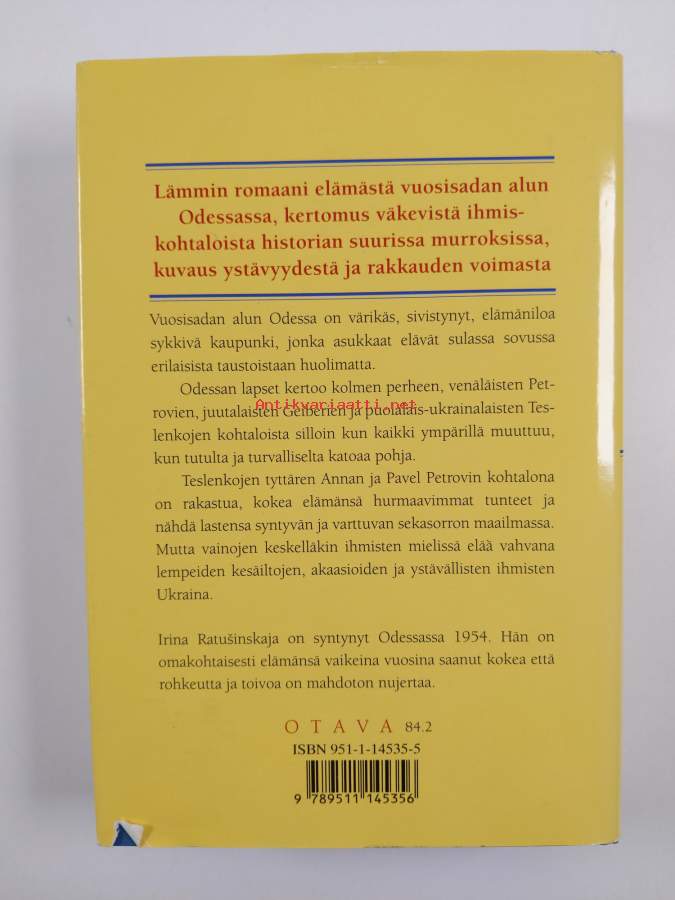 Lämmin romaani elämästä vuosisadan alun
Odessassa, kertomus väkevistä ihmis-
kohtaloista historian suurissa murroksissa,
kuvaus ystävyydestä ja rakkauden voimasta
Vuosisadan alun Odessa on värikäs, sivistynyt, elämäniloa
sykkivä kaupunki, jonka asukkaat elävät sulassa sovussa
erilaisista taustoistaan huolimatta.
Odessan lapset kertoo kolmen perheen, venäläisten Pet-
rovien, juutalaisten Geiberien ja puolalais-ukrainalaisten Tes-
Antikvariaatti.net
lenkojen kohtaloista silloin kun kaikki ympärillä muuttuu,
kun tutulta ja turvalliselta katoaa pohja.
Teslenkojen tyttären Annan ja Pavel Petrovin kohtalona
on rakastua, kokea elämänsä hurmaavimmat tunteet ja
nähdä lastensa syntyvän ja varttuvan sekasorron maailmassa.
Mutta vainojen keskelläkin ihmisten mielissä elää vahvana
lempeiden kesäiltojen, akaasioiden ja ystävällisten ihmisten
Ukraina.
Irina Ratušinskaja on syntynyt Odessassa 1954. Hän on
omakohtaisesti elämänsä vaikeina vuosina saanut kokea että
rohkeutta ja toivoa on mahdoton nujertaa.
OTAVA 84.2
ISBN 951-1-14535-5
9 789511 145356